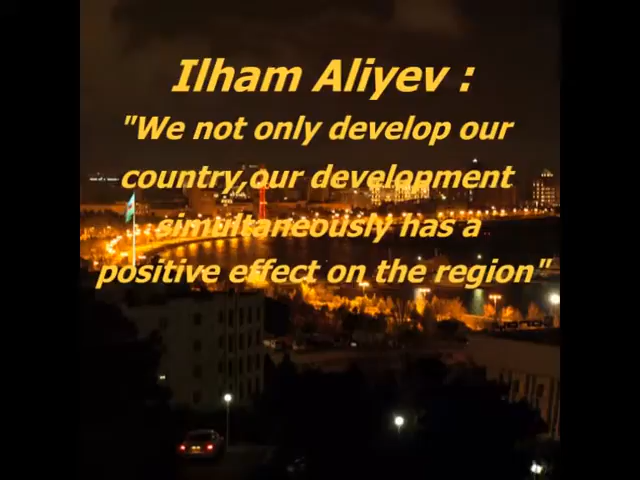 Ilham Aliyev :
"We not only develop our
country,our development
simultaneously has a
positive effect on the region"